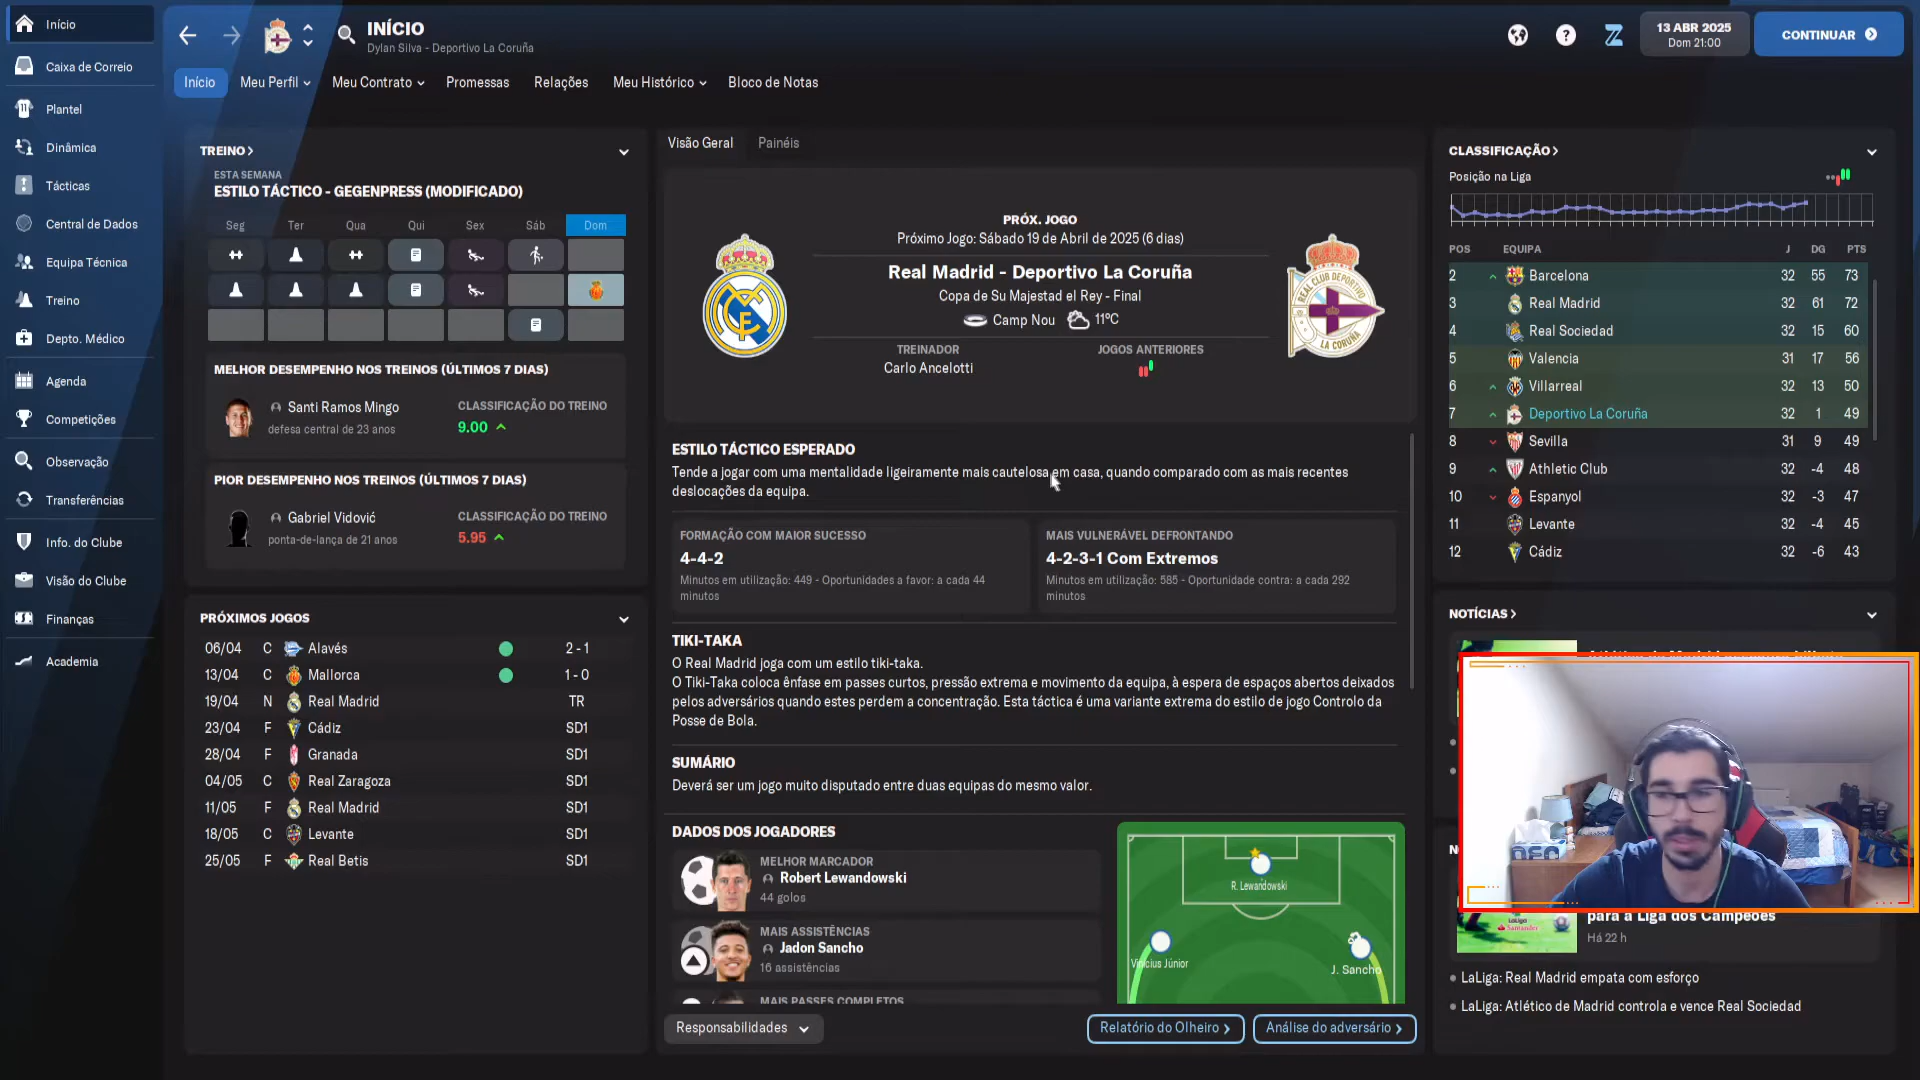 Início
Caixa de Correio
Plantel
Dinâmica
Tácticas
Central de Dados
Equipa Técnica
Treino
Depto. Médico
Agenda
Competições
Observação
Transferências
Info. do Clube
Visão do Clube
Finanças
Academia
INÍCIO
Dylan Silva - Deportivo La Coruña
13 ABR 2025
Dom 21:00
CONTINUAR
Início Meu Perfil Meu Contrato Promessas Relações Meu Histórico Bloco de Notas
TREINO
ESTA SEMANA
ESTILO TÁCTICO - GEGENPRESS (MODIFICADO)
Seg Ter Qua Qui Sex Sáb Dom
MELHOR DESEMPENHO NOS TREINOS (ÚLTIMOS 7 DIAS)
Santi Ramos Mingo
defesa central de 23 anos
CLASSIFICAÇÃO DO TREINO
9.00
PIOR DESEMPENHO NOS TREINOS (ÚLTIMOS 7 DIAS)
Gabriel Vidović
ponta-de-lança de 21 anos
CLASSIFICAÇÃO DO TREINO
5.95
PRÓXIMOS JOGOS
06/04 C Alavés 2 - 1
13/04 C Mallorca 1 - 0
19/04 N Real Madrid TR
23/04 F Cádiz SD1
28/04 F Granada SD1
04/05 C Real Zaragoza SD1
11/05 F Real Madrid SD1
18/05 C Levante SD1
25/05 F Real Betis SD1
Visão Geral Painéis
PRÓX. JOGO
Próximo Jogo: Sábado 19 de Abril de 2025 (6 dias)
Real Madrid - Deportivo La Coruña
Copa de Su Majestad el Rey - Final
Camp Nou 11ºC
TREINADOR
Carlo Ancelotti
JOGOS ANTERIORES
REAL CLUB DEPORTIVO
LA CORUÑA
ESTILO TÁCTICO ESPERADO
Tende a jogar com uma mentalidade ligeiramente mais cautelosa em casa, quando comparado com as mais recentes
deslocações da equipa.
FORMAÇÃO COM MAIOR SUCESSO
4-4-2
Minutos em utilização: 449 - Oportunidades a favor: a cada 44
minutos
MAIS VULNERÁVEL DEFRONTANDO
4-2-3-1 Com Extremos
Minutos em utilização: 585 - Oportunidade contra: a cada 292
minutos
TIKI-TAKA
O Real Madrid joga com um estilo tiki-taka.
O Tiki-Taka coloca ênfase em passes curtos, pressão extrema e movimento da equipa, à espera de espaços abertos deixados
pelos adversários quando estes perdem a concentração. Esta táctica é uma variante extrema do estilo de jogo Controlo da
Posse de Bola.
SUMÁRIO
Deverá ser um jogo muito disputado entre duas equipas do mesmo valor.
DADOS DOS JOGADORES
MELHOR MARCADOR
Robert Lewandowski
44 golos
MAIS ASSISTÊNCIAS
Jadon Sancho
16 assistências
MAIS PASSES COMPLETOS
R. Lewandowski
Vinícius Júnior
J. Sancho
Responsabilidades
Relatório do Olheiro
Análise do adversário
CLASSIFICAÇÃO
Posição na Liga
POS EQUIPA J DG PTS
2 Barcelona 32 55 73
3 Real Madrid 32 61 72
4 Real Sociedad 32 15 60
5 Valencia 31 17 56
6 Villarreal 32 13 50
7 Deportivo La Coruña 32 1 49
8 Sevilla 31 9 49
9 Athletic Club 32 -4 48
10 Espanyol 32 -3 47
11 Levante 32 -4 45
12 Cádiz 32 -6 43
NOTÍCIAS
para a Liga dos Campeões
Há 22 h
LaLiga: Real Madrid empata com esforço
LaLiga: Atlético de Madrid controla e vence Real Sociedad